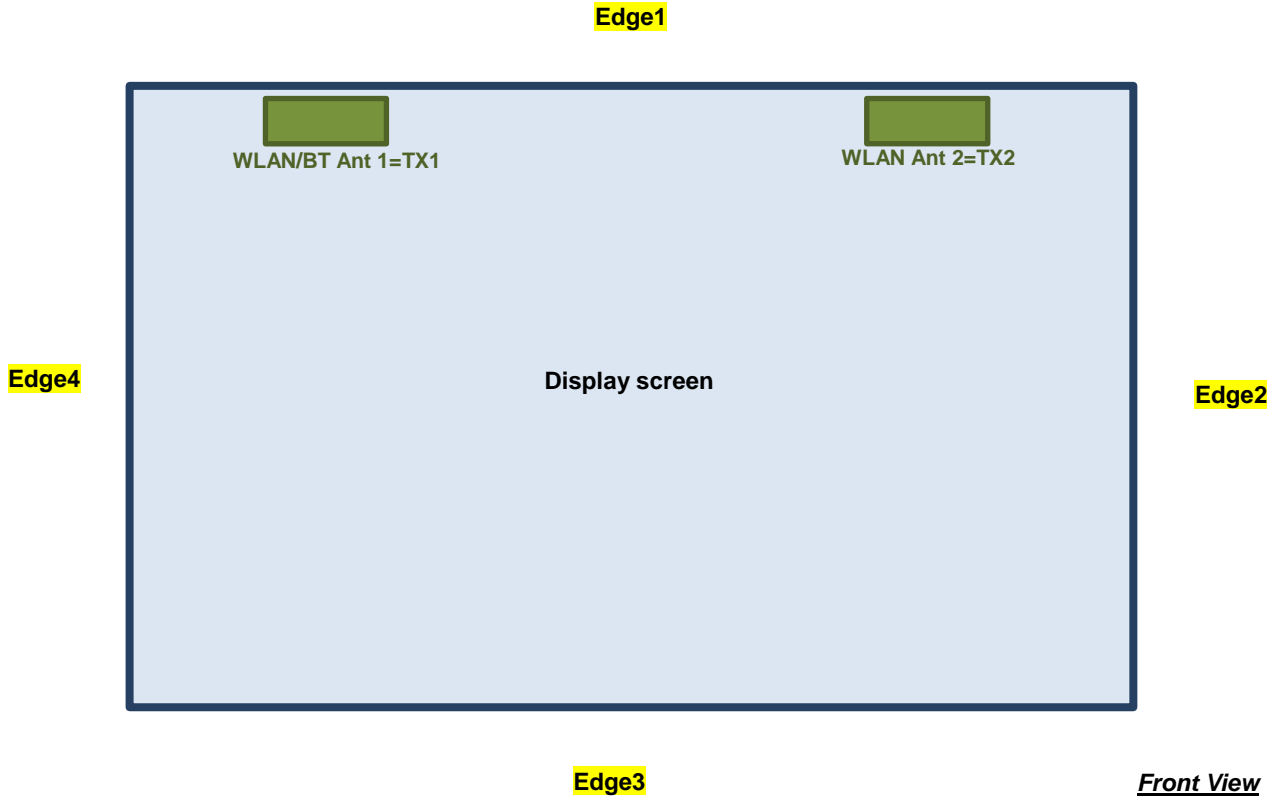 Edge1
WLAN/BT Ant 1=TX1
WLAN Ant 2=TX2
Edge4
Display screen
Edge2
Edge3
Front View